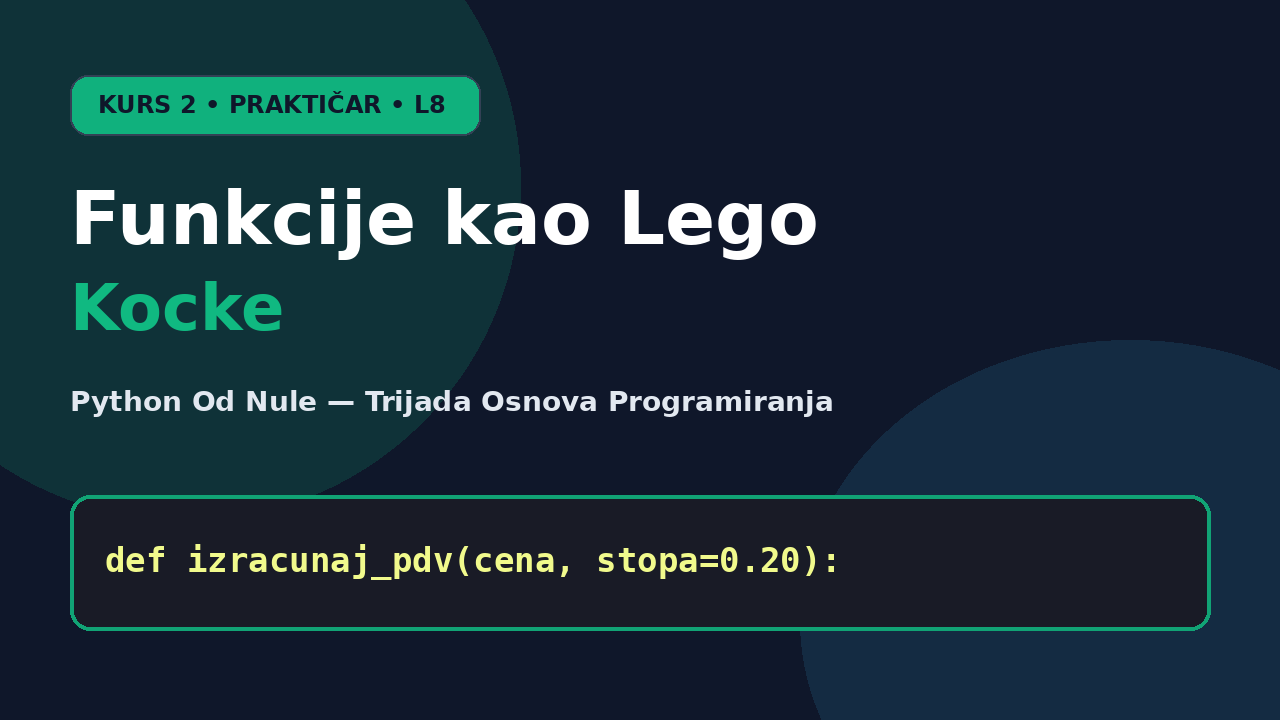 KURS 2 • PRAKTIČAR • L8
Funkcije kao Lego
Kocke
Python Od Nule — Trijada Osnova Programiranja
def izracunaj_pdv(cena, stopa=0.20):